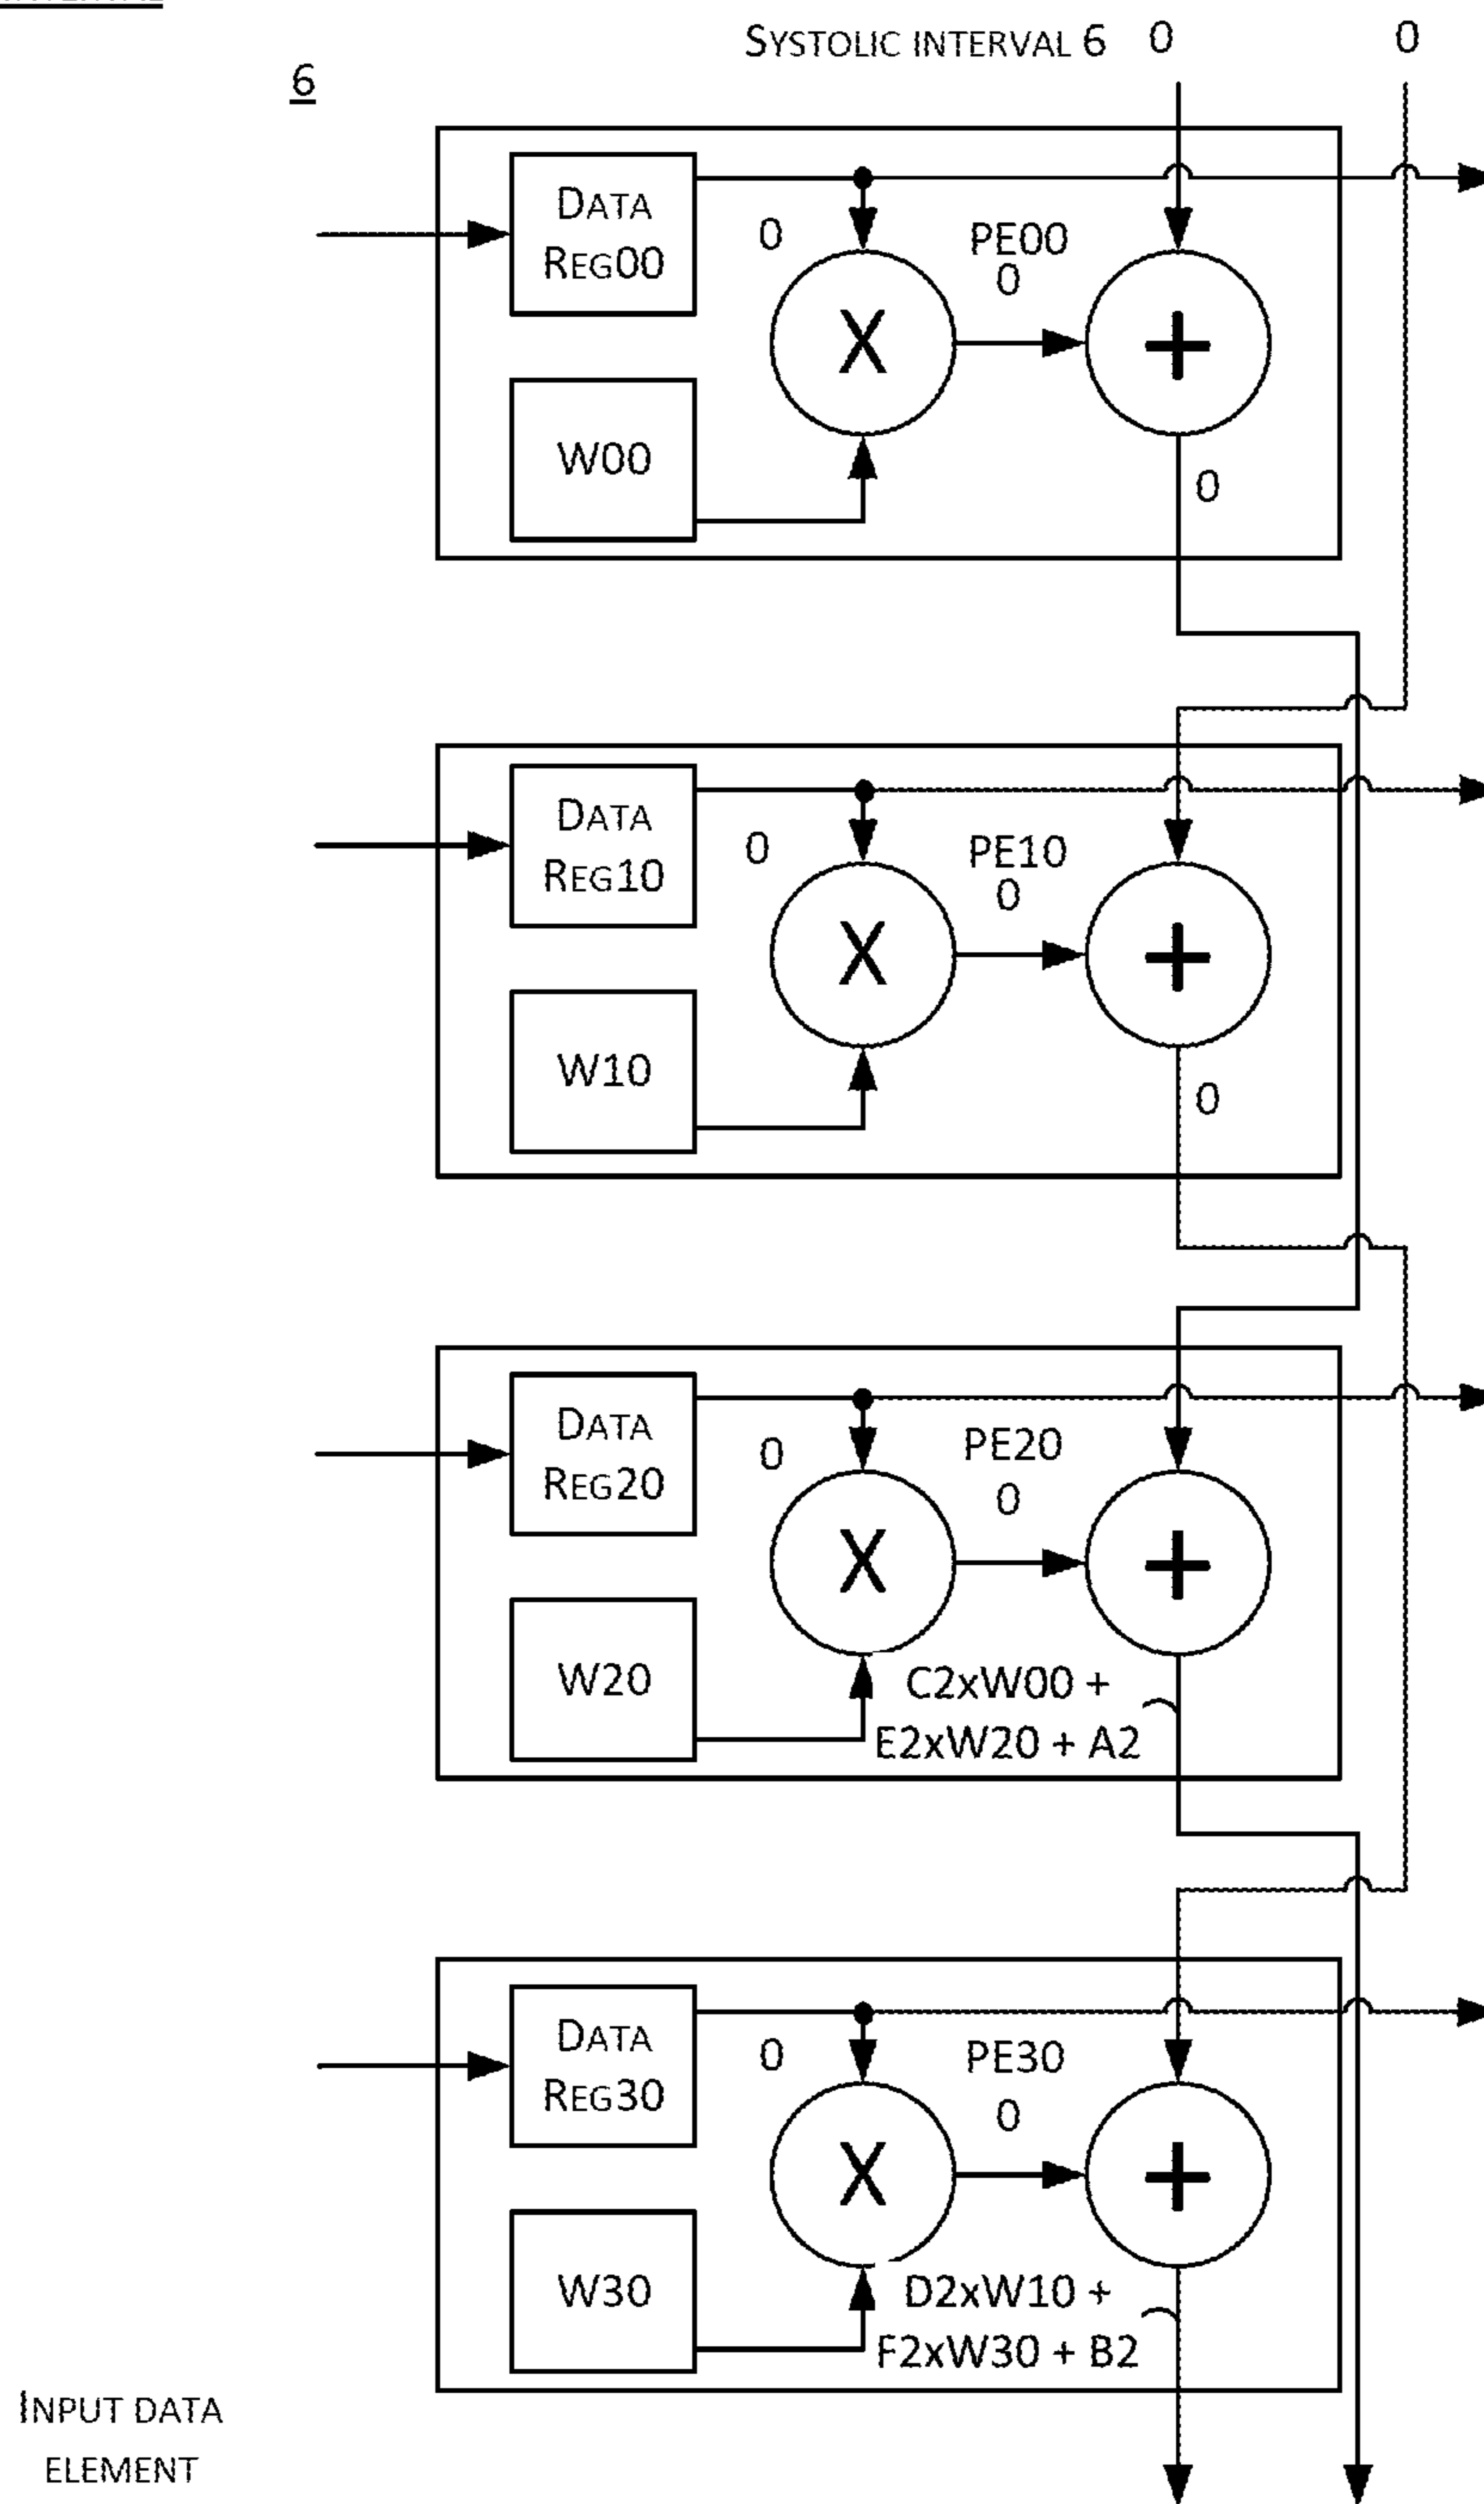 SYSTOLIC INTERVAL 6 0 0
6
DATA
REG00
0
PE00
0
X
+
W00
0
DATA
REG10
0
PE10
0
X
+
W10
0
DATA
REG20
0
PE20
0
X
+
W20
C2xW00 +
E2xW20 + A2
DATA
REG30
0
PE30
0
X
+
W30
D2xW10 +
F2xW30 + B2
INPUT DATA
ELEMENT